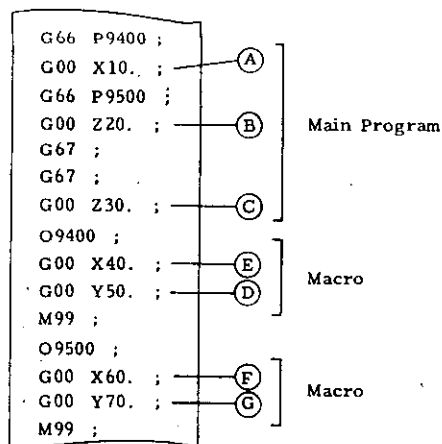 G66 P9400 ;
G00 X10. ; A
G66 P9500 ;
G00 Z20. ; B
Main Program
G67 ;
G67 ;
G00 Z30. ; C
O9400 ;
G00 X40. ; E
Macro
G00 Y50. ; D
M99 ;
O9500 ;
G00 X60. ; F
Macro
G00 Y70. ; G
M99 ;